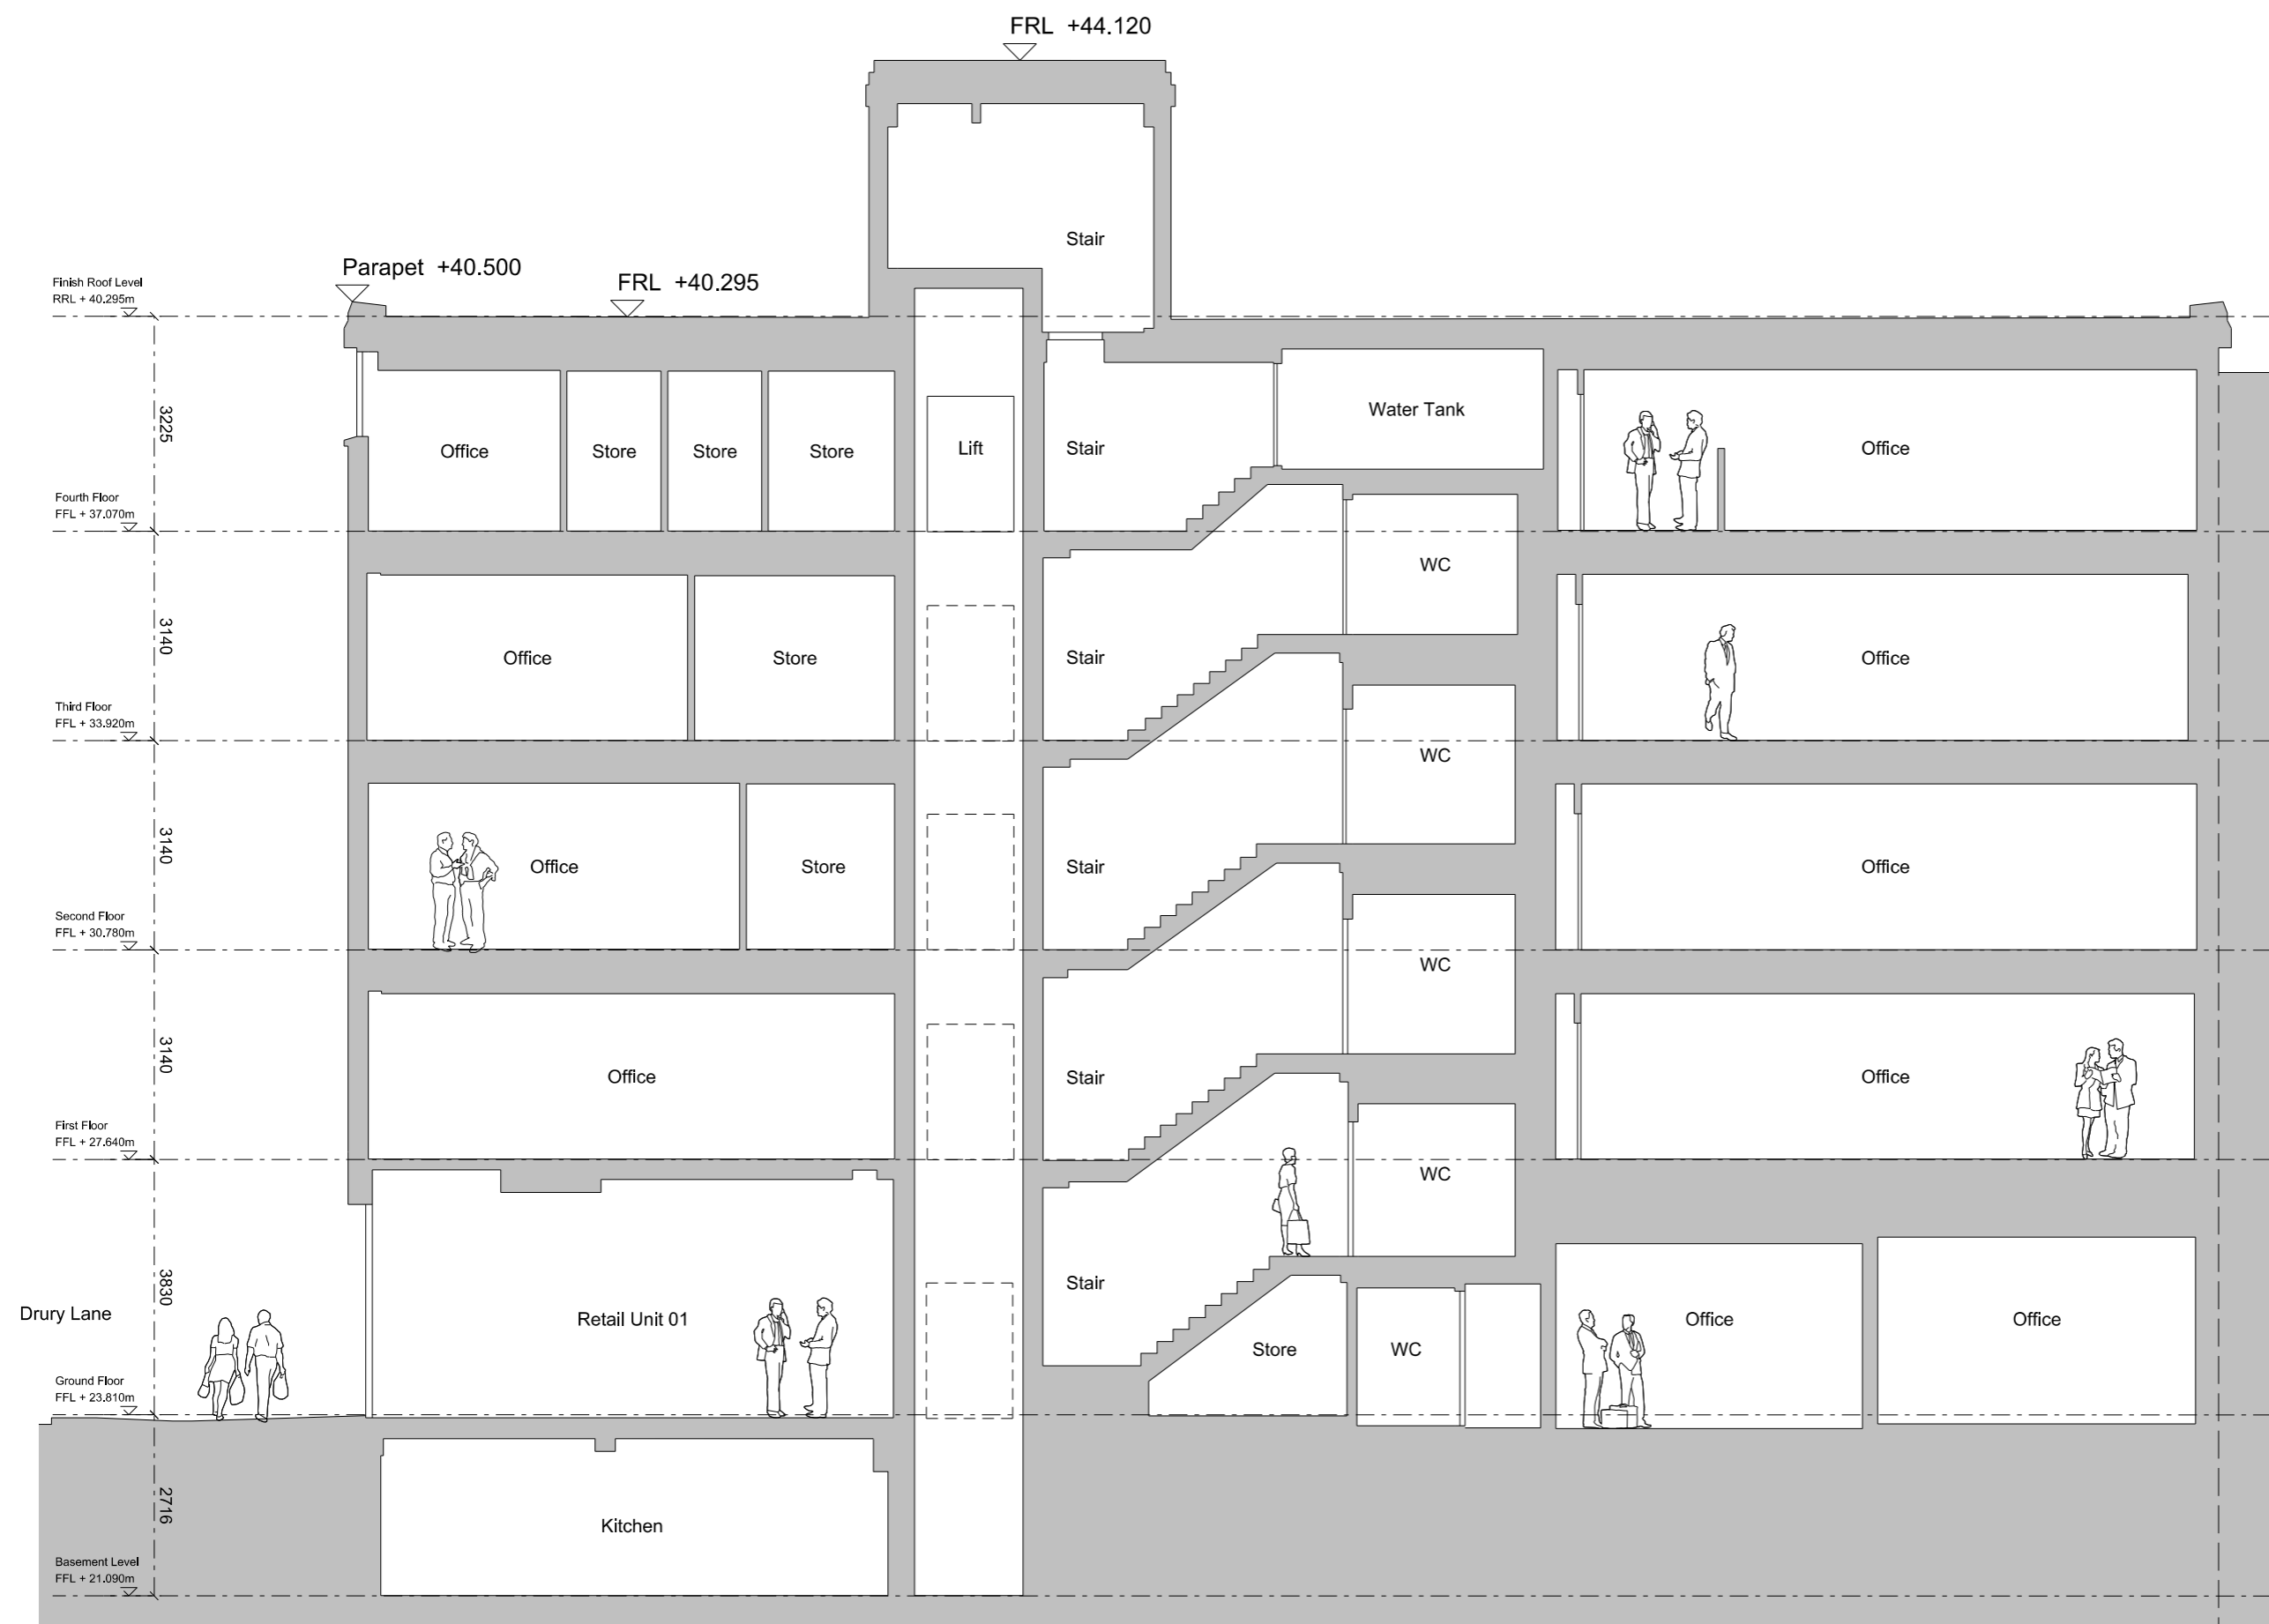 FRL +44.120
Stair
Parapet +40.500
FRL +40.295
Finish Roof Level
RRL + 40.295m
3225
Office
Store
Store
Store
Lift
Stair
Water Tank
Office
Fourth Floor
FFL + 37.070m
WC
3140
Office
Store
Stair
Office
Third Floor
FFL + 33.920m
WC
3140
Office
Store
Stair
Office
Second Floor
FFL + 30.780m
WC
3140
Office
Stair
Office
First Floor
FFL + 27.640m
WC
3830
Stair
Drury Lane
Retail Unit 01
Store
WC
Office
Office
Ground Floor
FFL + 23.810m
2716
Kitchen
Basement Level
FFL + 21.090m